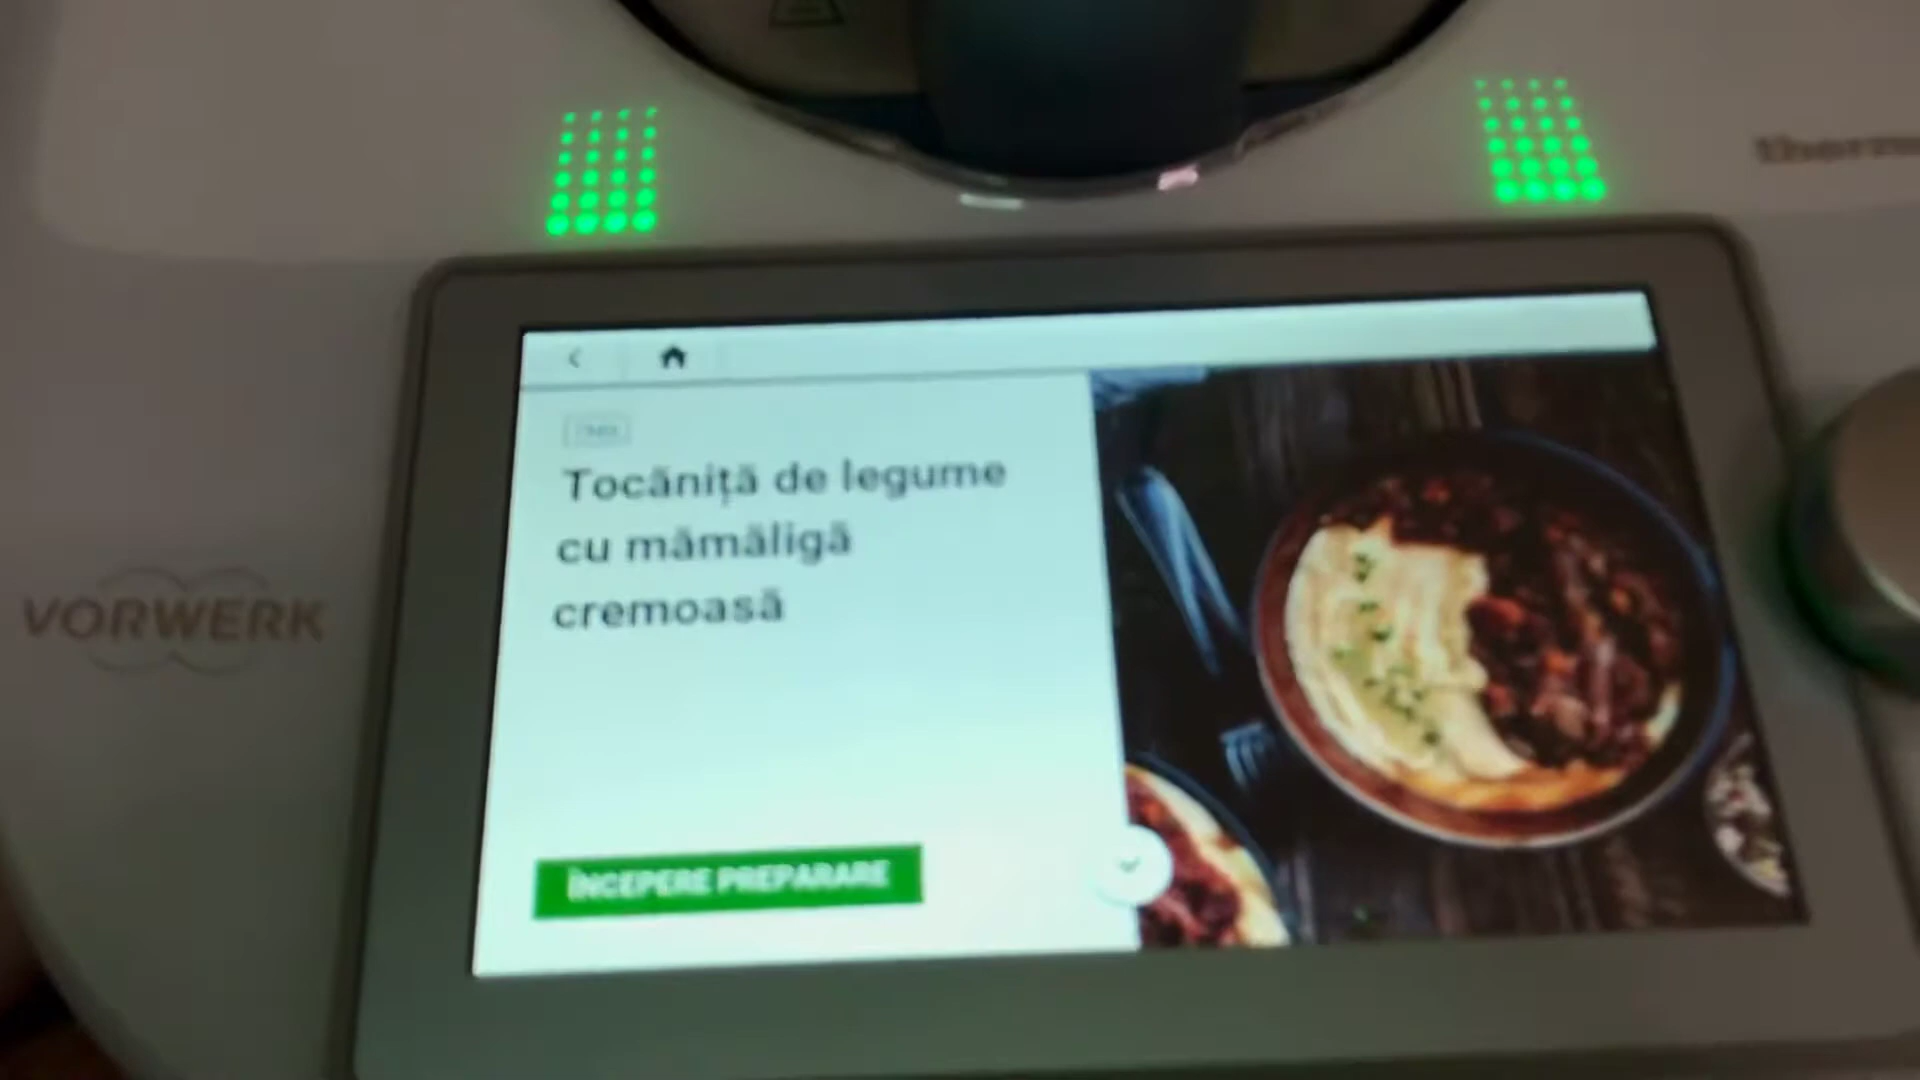 Tocăniță de legume
cu mămăligă
cremoasă
VORWERK
ÎNCEPERE PREPARARE